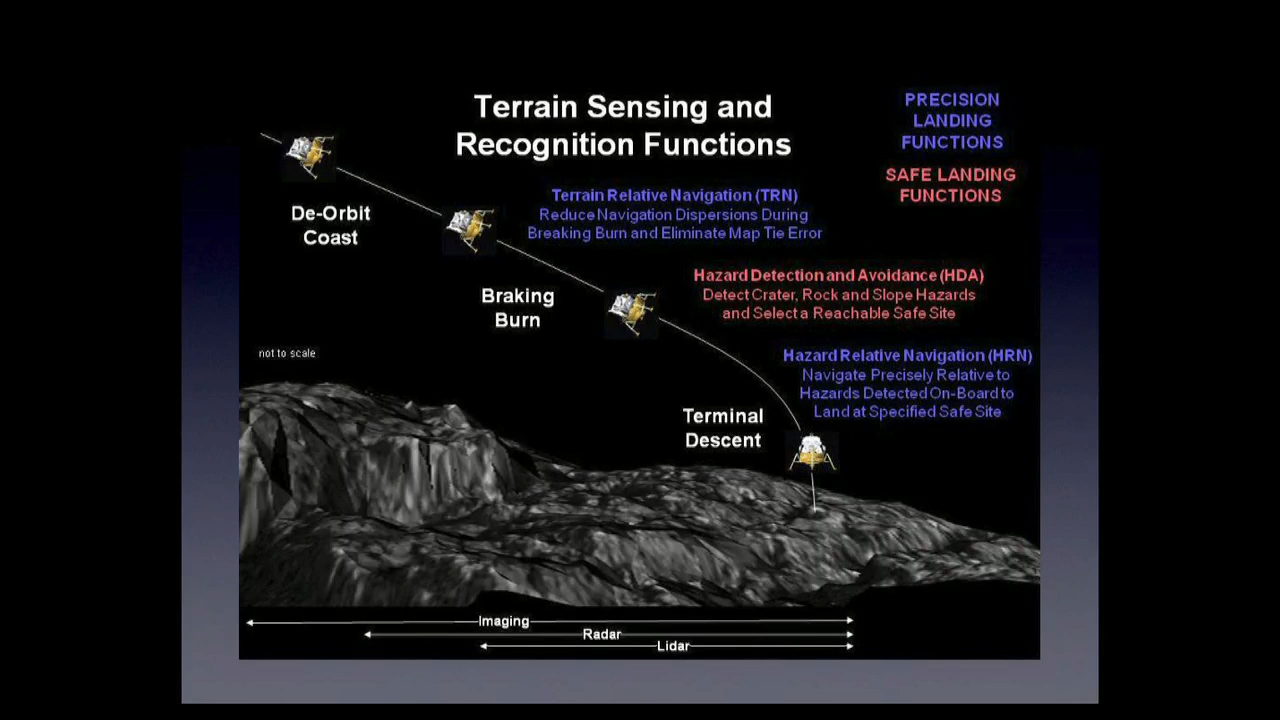 Terrain Sensing and
Recognition Functions
PRECISION
LANDING
FUNCTIONS
SAFE LANDING
FUNCTIONS
De-Orbit
Coast
Terrain Relative Navigation (TRN)
Reduce Navigation Dispersions During
Breaking Burn and Eliminate Map Tie Error
Braking
Burn
Hazard Detection and Avoidance (HDA)
Detect Crater, Rock and Slope Hazards
and Select a Reachable Safe Site
not to scale
Hazard Relative Navigation (HRN)
Navigate Precisely Relative to
Hazards Detected On-Board to
Land at Specified Safe Site
Terminal
Descent
Imaging
Radar
Lidar